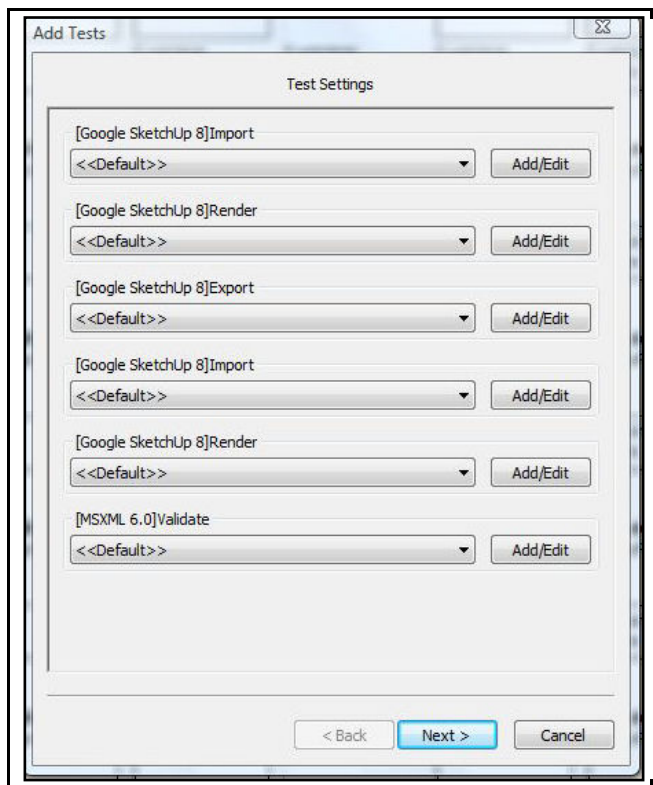 Add Tests
Test Settings
[Google SketchUp 8]Import
<<Default>> Add/Edit
[Google SketchUp 8]Render
<<Default>> Add/Edit
[Google SketchUp 8]Export
<<Default>> Add/Edit
[Google SketchUp 8]Import
<<Default>> Add/Edit
[Google SketchUp 8]Render
<<Default>> Add/Edit
[MSXML 6.0]Validate
<<Default>> Add/Edit
< Back Next > Cancel